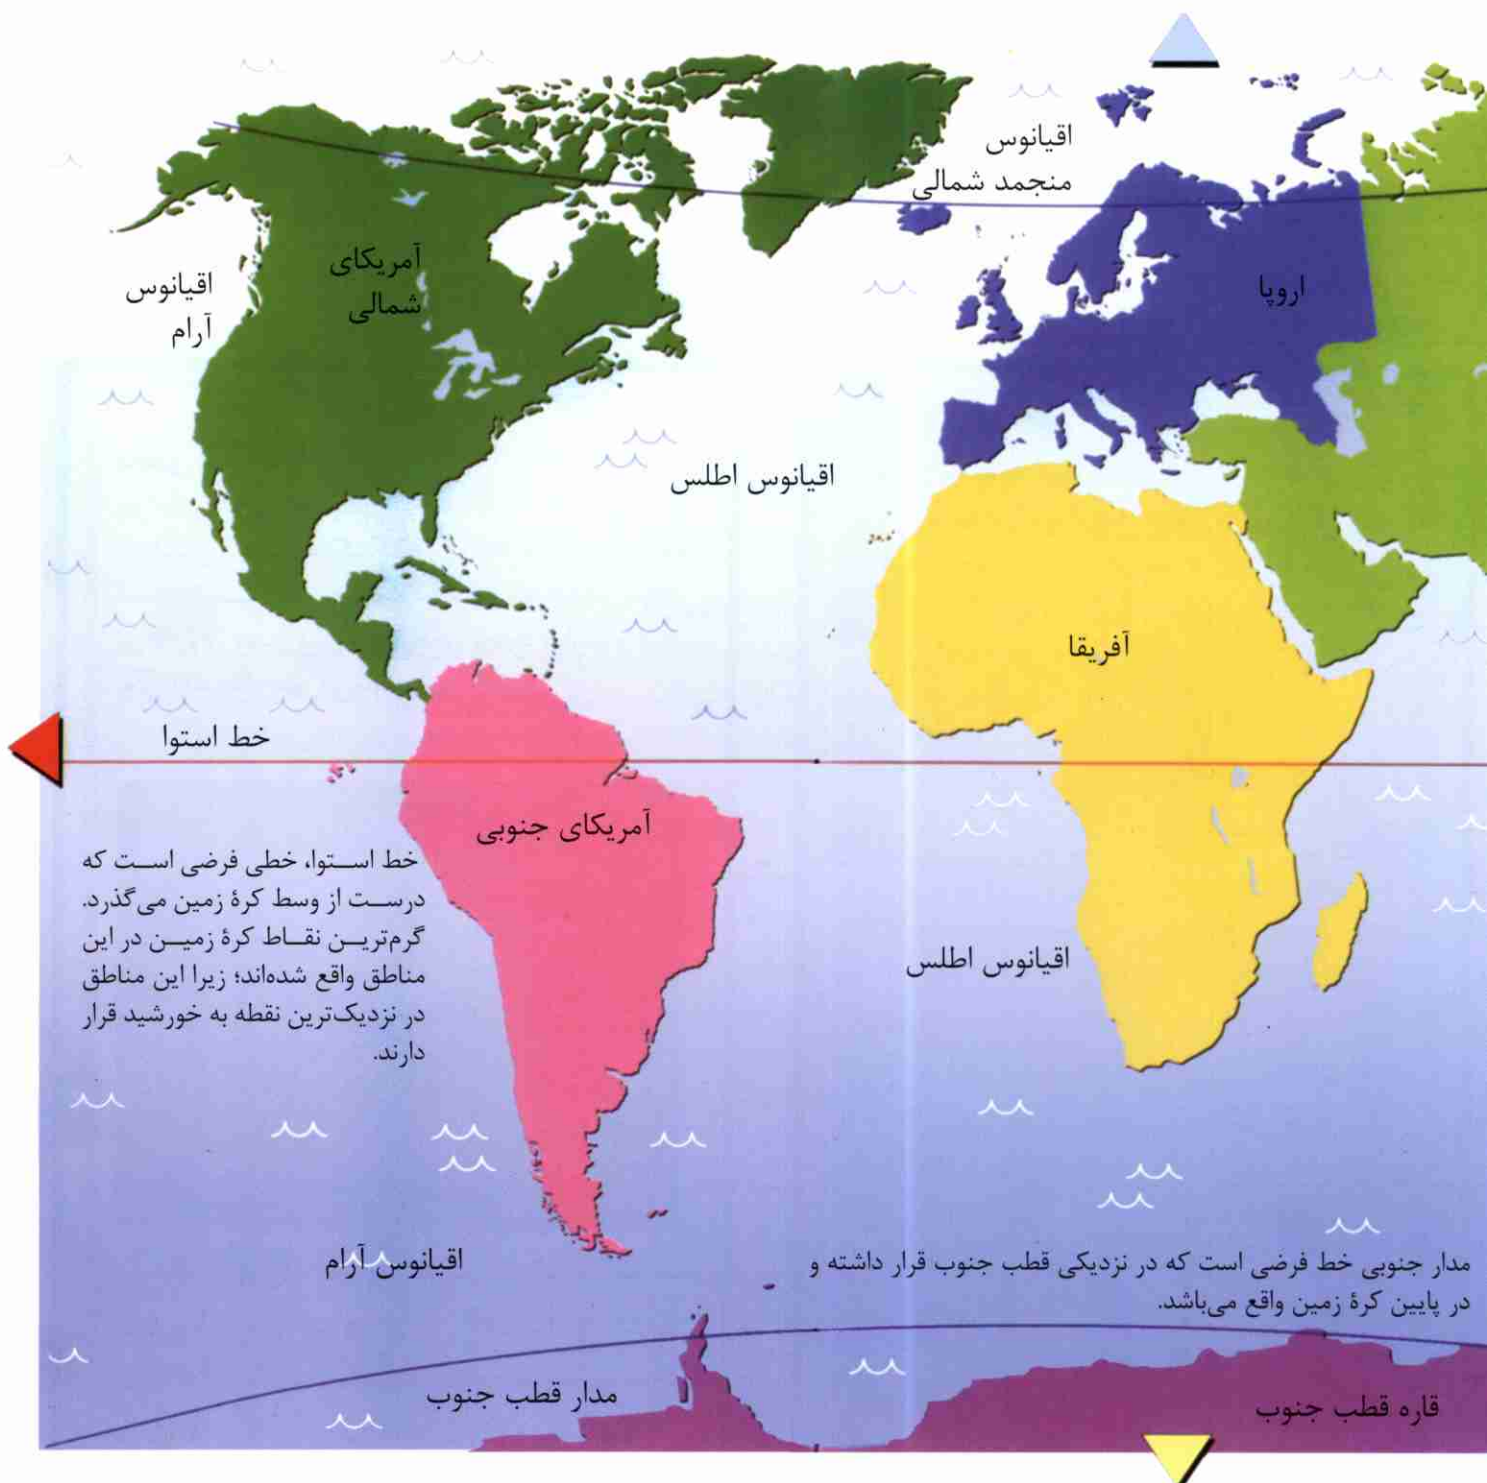 اقیانوس
منجمد شمالی
آمریکای
شمالی
اقیانوس
آرام
اروپا
اقیانوس اطلس
آفریقا
خط استوا
آمریکای جنوبی
خط استوا، خطی فرضی است که
درست از وسط کرهٔ زمین می‌گذرد.
گرم‌ترین نقاط کرهٔ زمین در این
مناطق واقع شده‌اند؛ زیرا این مناطق
در نزدیک‌ترین نقطه به خورشید قرار
دارند.
اقیانوس اطلس
اقیانوس آرام
مدار جنوبی خط فرضی است که در نزدیکی قطب جنوب قرار داشته و
در پایین کرهٔ زمین واقع می‌باشد.
مدار قطب جنوب
قاره قطب جنوب